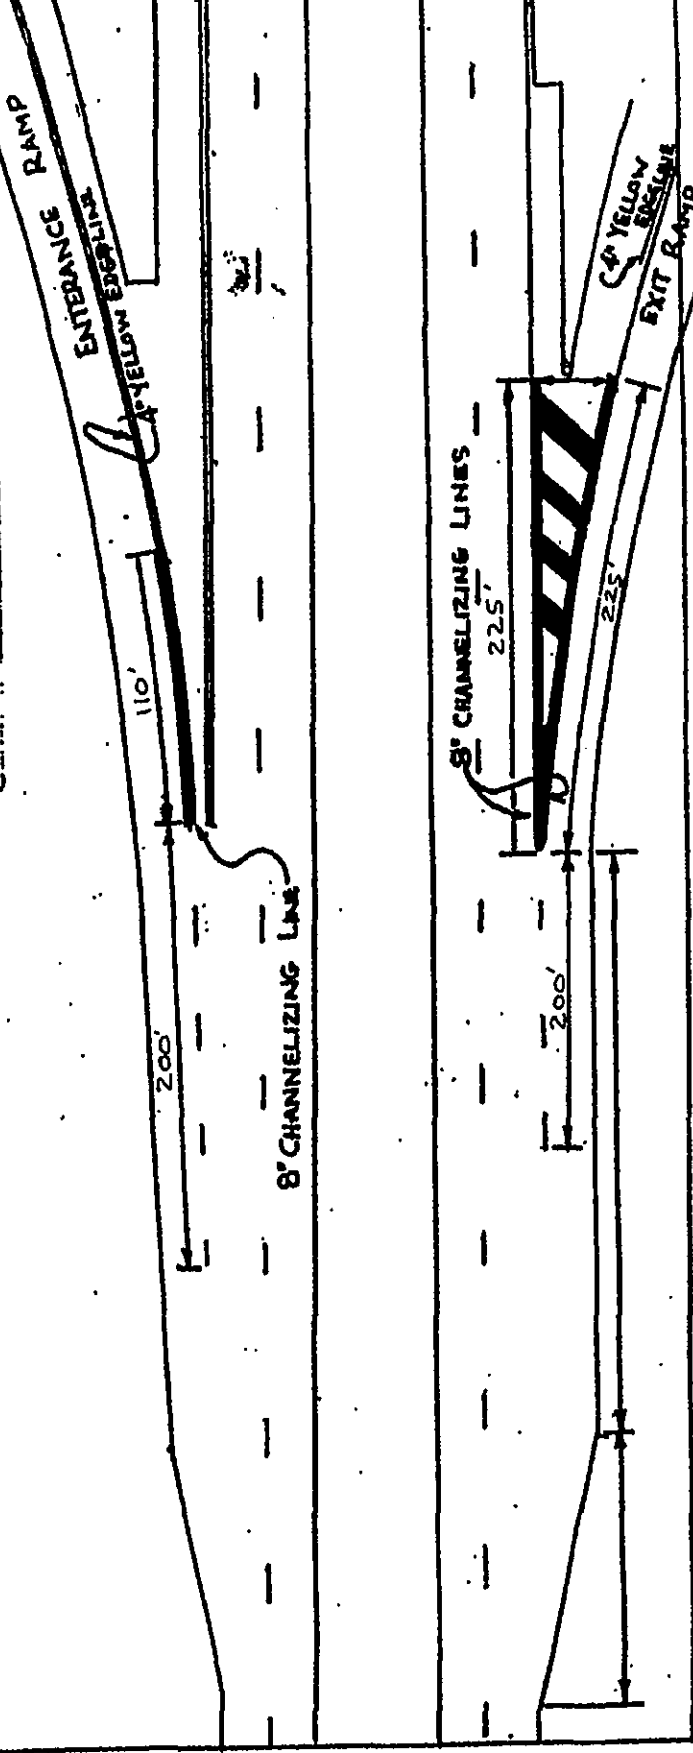 ENTERANCE RAMP
4" YELLOW EDGELINE
110'
200'
8" CHANNELIZING LINE
8" CHANNELIZING LINES
225'
225'
200'
4" YELLOW
EDGELINE
EXIT RAMP